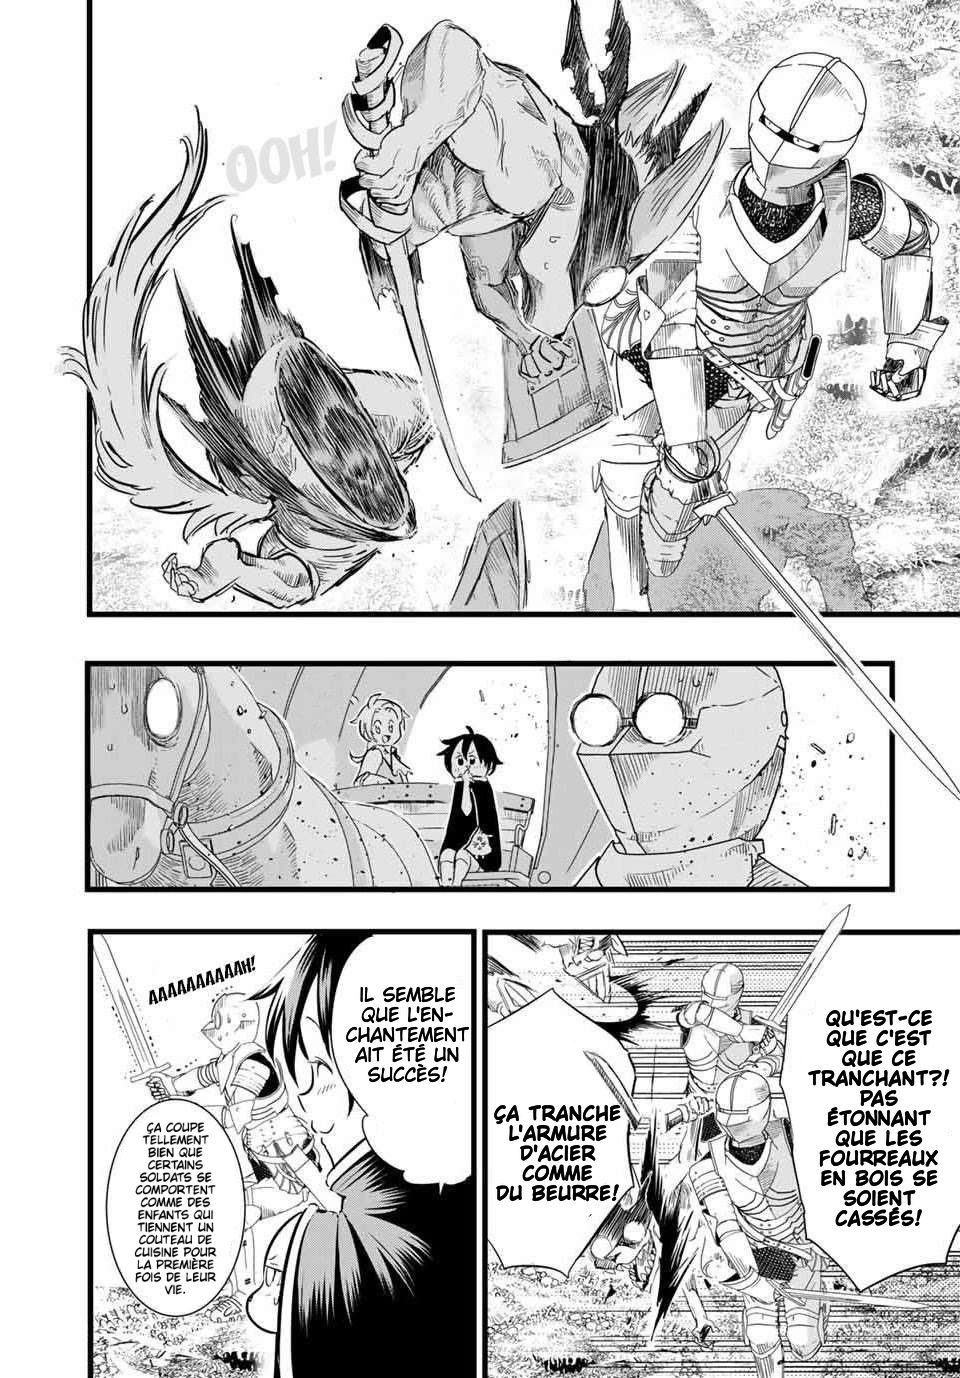 OOH!
QU'EST-CE
QUE C'EST
QUE CE
TRANCHANT?!
PAS
ÉTONNANT
QUE LES
FOURREAUX
EN BOIS SE
SOIENT
CASSÉS!
ÇA TRANCHE
L'ARMURE
D'ACIER
COMME
DU BEURRE!
IL SEMBLE
QUE L'EN-
CHANTEMENT
AIT ÉTÉ UN
SUCCÈS!
AAAAAAAAAAH!
ÇA COUPE
TELLEMENT
BIEN QUE
CERTAINS
SOLDATS SE
COMPORTENT
COMME DES
ENFANTS QUI
TIENNENT UN
COUTEAU DE
CUISINE POUR
LA PREMIÈRE
FOIS DE LEUR
VIE.